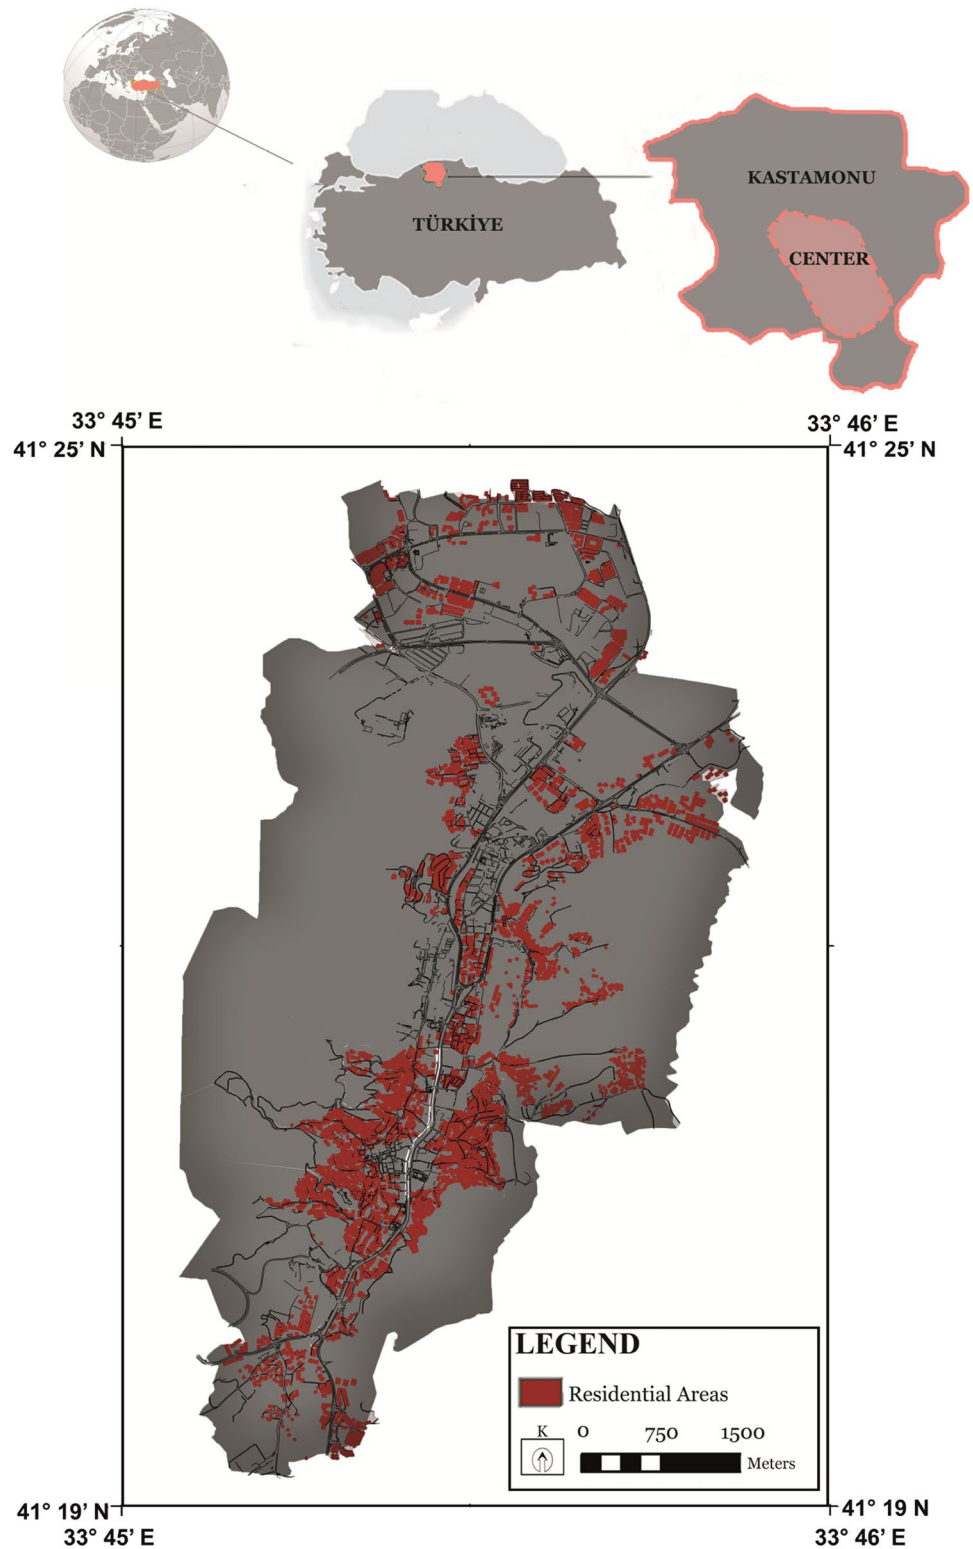 KASTAMONU
TÜRKİYE
CENTER
33° 45’ E
33° 46’ E
41° 25’ N
41° 25’ N
LEGEND
Residential Areas
K
0 750 1500
Meters
41° 19’ N
41° 19 N
33° 45’ E
33° 46’ E